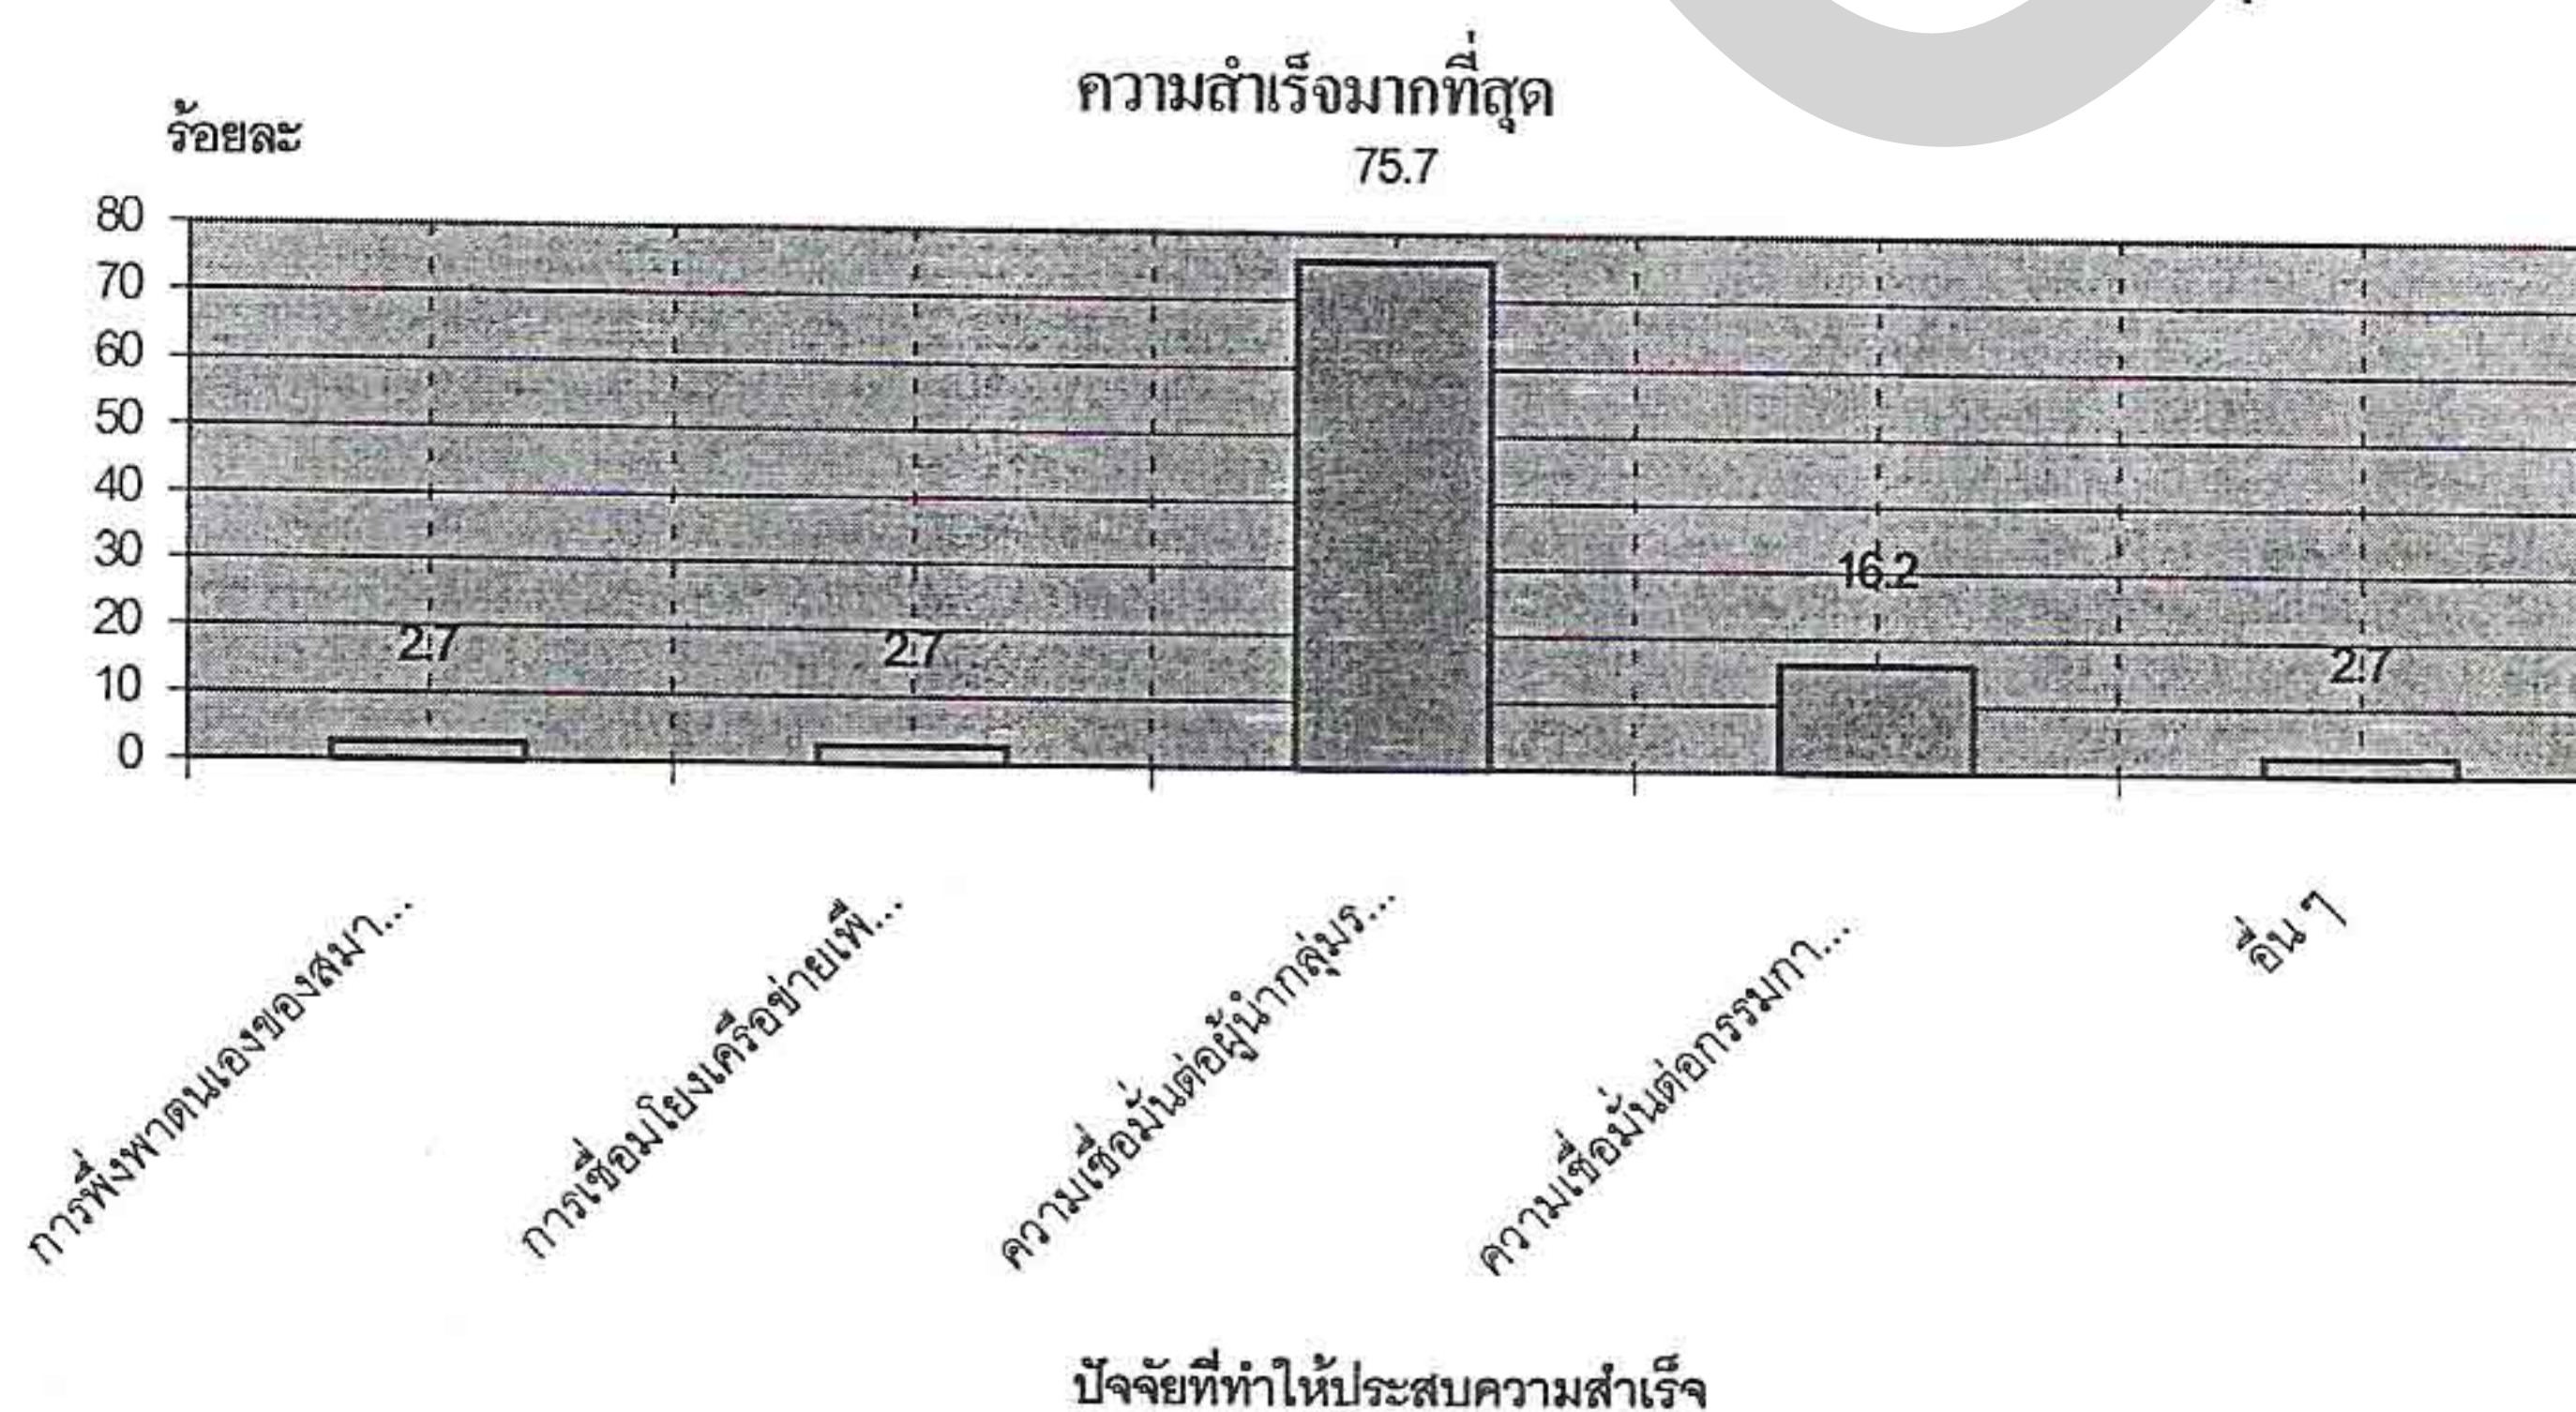 ความสำเร็จมากที่สุด
ร้อยละ
75.7
80
70
60
50
40
30
20
10
0
2.7
2.7
16.2
2.7
การพึ่งพาตนเองของสมา...
การเชื่อมโยงเครือข่ายเพื่...
ความเชื่อมั่นต่อผู้นำกลุ่มร...
ความเชื่อมั่นต่อกรรมกา...
อื่น ๆ
ปัจจัยที่ทำให้ประสบความสำเร็จ